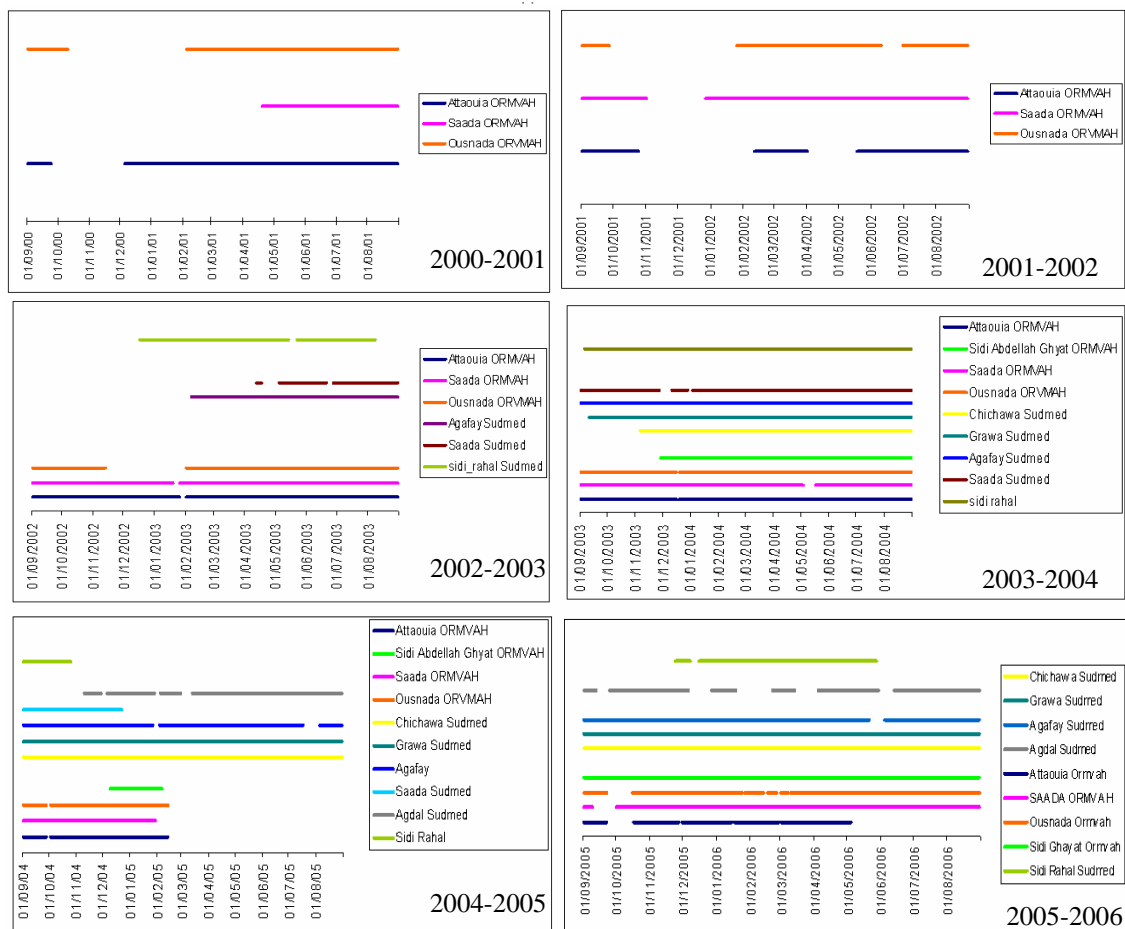 Attaouia ORMVAH
Saada ORMVAH
Ousnada ORVMAH
01/09/00
01/10/00
01/11/00
01/12/00
01/01/01
01/02/01
01/03/01
01/04/01
01/05/01
01/06/01
01/07/01
01/08/01
2000-2001
Attaouia ORMVAH
Saada ORMVAH
Ousnada ORVMAH
01/09/2001
01/10/2001
01/11/2001
01/12/2001
01/01/2002
01/02/2002
01/03/2002
01/04/2002
01/05/2002
01/06/2002
01/07/2002
01/08/2002
2001-2002
Attaouia ORMVAH
Saada ORMVAH
Ousnada ORVMAH
Agafay Sudmed
Saada Sudmed
sidi_rahal Sudmed
01/09/2002
01/10/2002
01/11/2002
01/12/2002
01/01/2003
01/02/2003
01/03/2003
01/04/2003
01/05/2003
01/06/2003
01/07/2003
01/08/2003
2002-2003
Attaouia ORMVAH
Sidi Abdellah Ghyat ORMVAH
Saada ORMVAH
Ousnada ORVMAH
Chichawa Sudmed
Grawa Sudmed
Agafay Sudmed
Saada Sudmed
sidi rahal
01/09/2003
01/10/2003
01/11/2003
01/12/2003
01/01/2004
01/02/2004
01/03/2004
01/04/2004
01/05/2004
01/06/2004
01/07/2004
01/08/2004
2003-2004
Attaouia ORMVAH
Sidi Abdellah Ghyat ORMVAH
Saada ORMVAH
Ousnada ORVMAH
Chichawa Sudmed
Grawa Sudmed
Agafay
Saada Sudmed
Agdal Sudmed
Sidi Rahal
01/09/04
01/10/04
01/11/04
01/12/04
01/01/05
01/02/05
01/03/05
01/04/05
01/05/05
01/06/05
01/07/05
01/08/05
2004-2005
Chichawa Sudmed
Grawa Sudmed
Agafay Sudmed
Agdal Sudmed
Attaouia Ormvah
SAADA ORMVAH
Ousnada Ormvah
Sidi Ghayat Ormvah
Sidi Rahal Sudmed
01/09/2005
01/10/2005
01/11/2005
01/12/2005
01/01/2006
01/02/2006
01/03/2006
01/04/2006
01/05/2006
01/06/2006
01/07/2006
01/08/2006
2005-2006